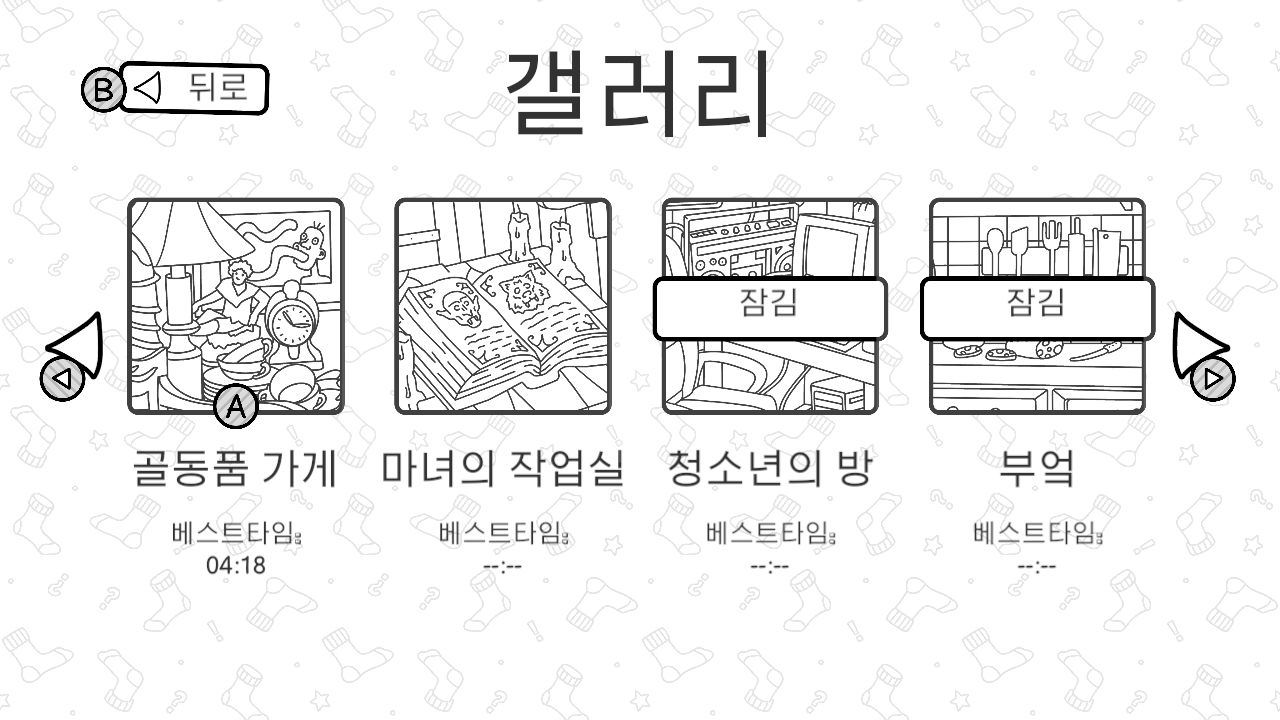 B 뒤로
갤러리
잠김
잠김
A
골동품 가게
마녀의 작업실
청소년의 방
부엌
베스트타임
04:18
베스트타임
--:--
베스트타임
--:--
베스트타임
--:--